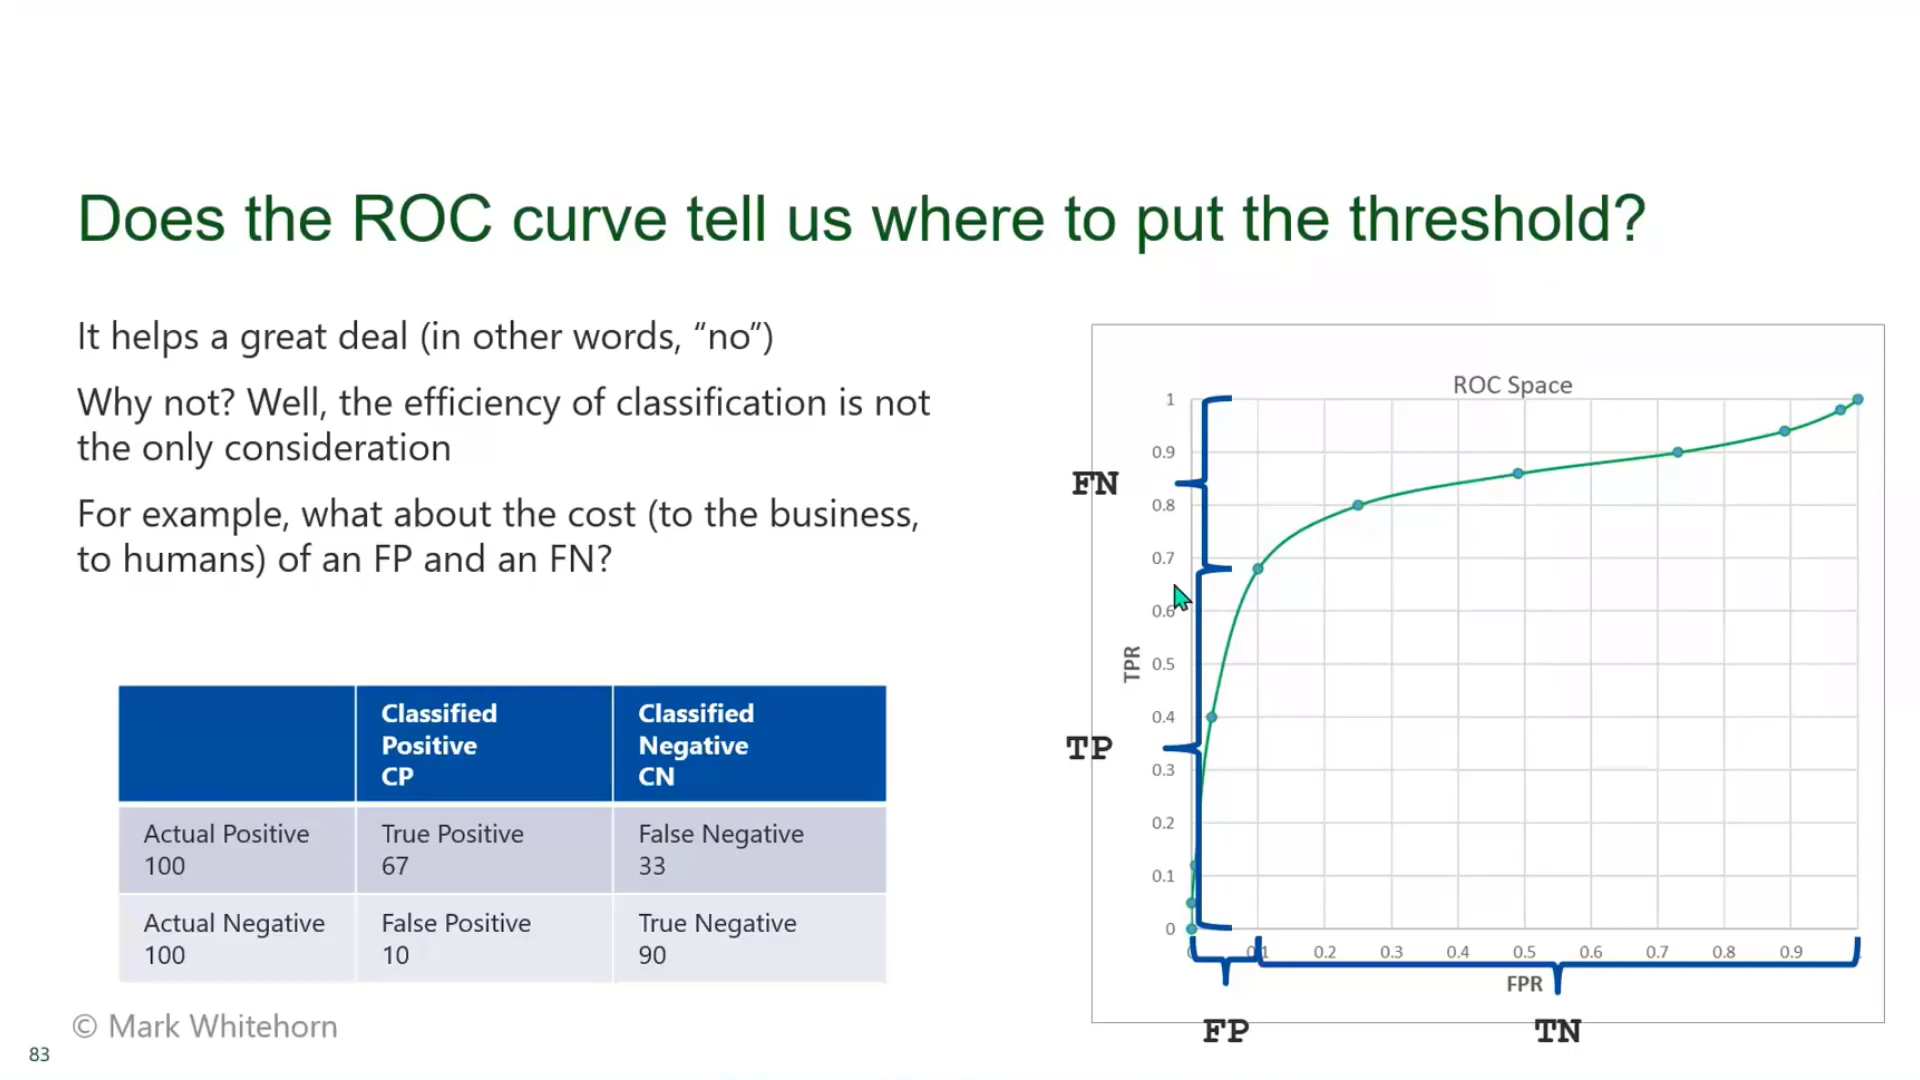 Does the ROC curve tell us where to put the threshold?
It helps a great deal (in other words, “no”)
Why not? Well, the efficiency of classification is not
the only consideration
For example, what about the cost (to the business,
to humans) of an FP and an FN?
Classified
Positive
CP
Classified
Negative
CN
Actual Positive
100
True Positive
67
False Negative
33
Actual Negative
100
False Positive
10
True Negative
90
© Mark Whitehorn
83
ROC Space
1
0.9
FN
0.8
0.7
0.6
TPR
0.5
0.4
TP
0.3
0.2
0.1
0
0.2
0.3
0.4
0.5
0.6
0.7
0.8
0.9
FPR
FP
TN